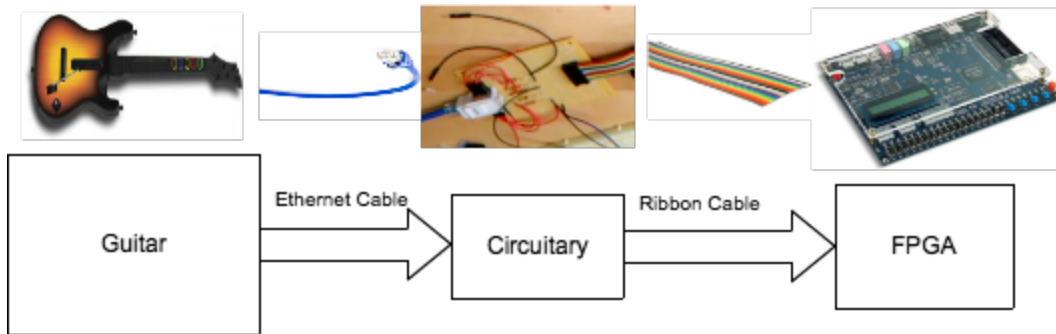 Ethernet Cable
Ribbon Cable
Guitar
Circuitary
FPGA